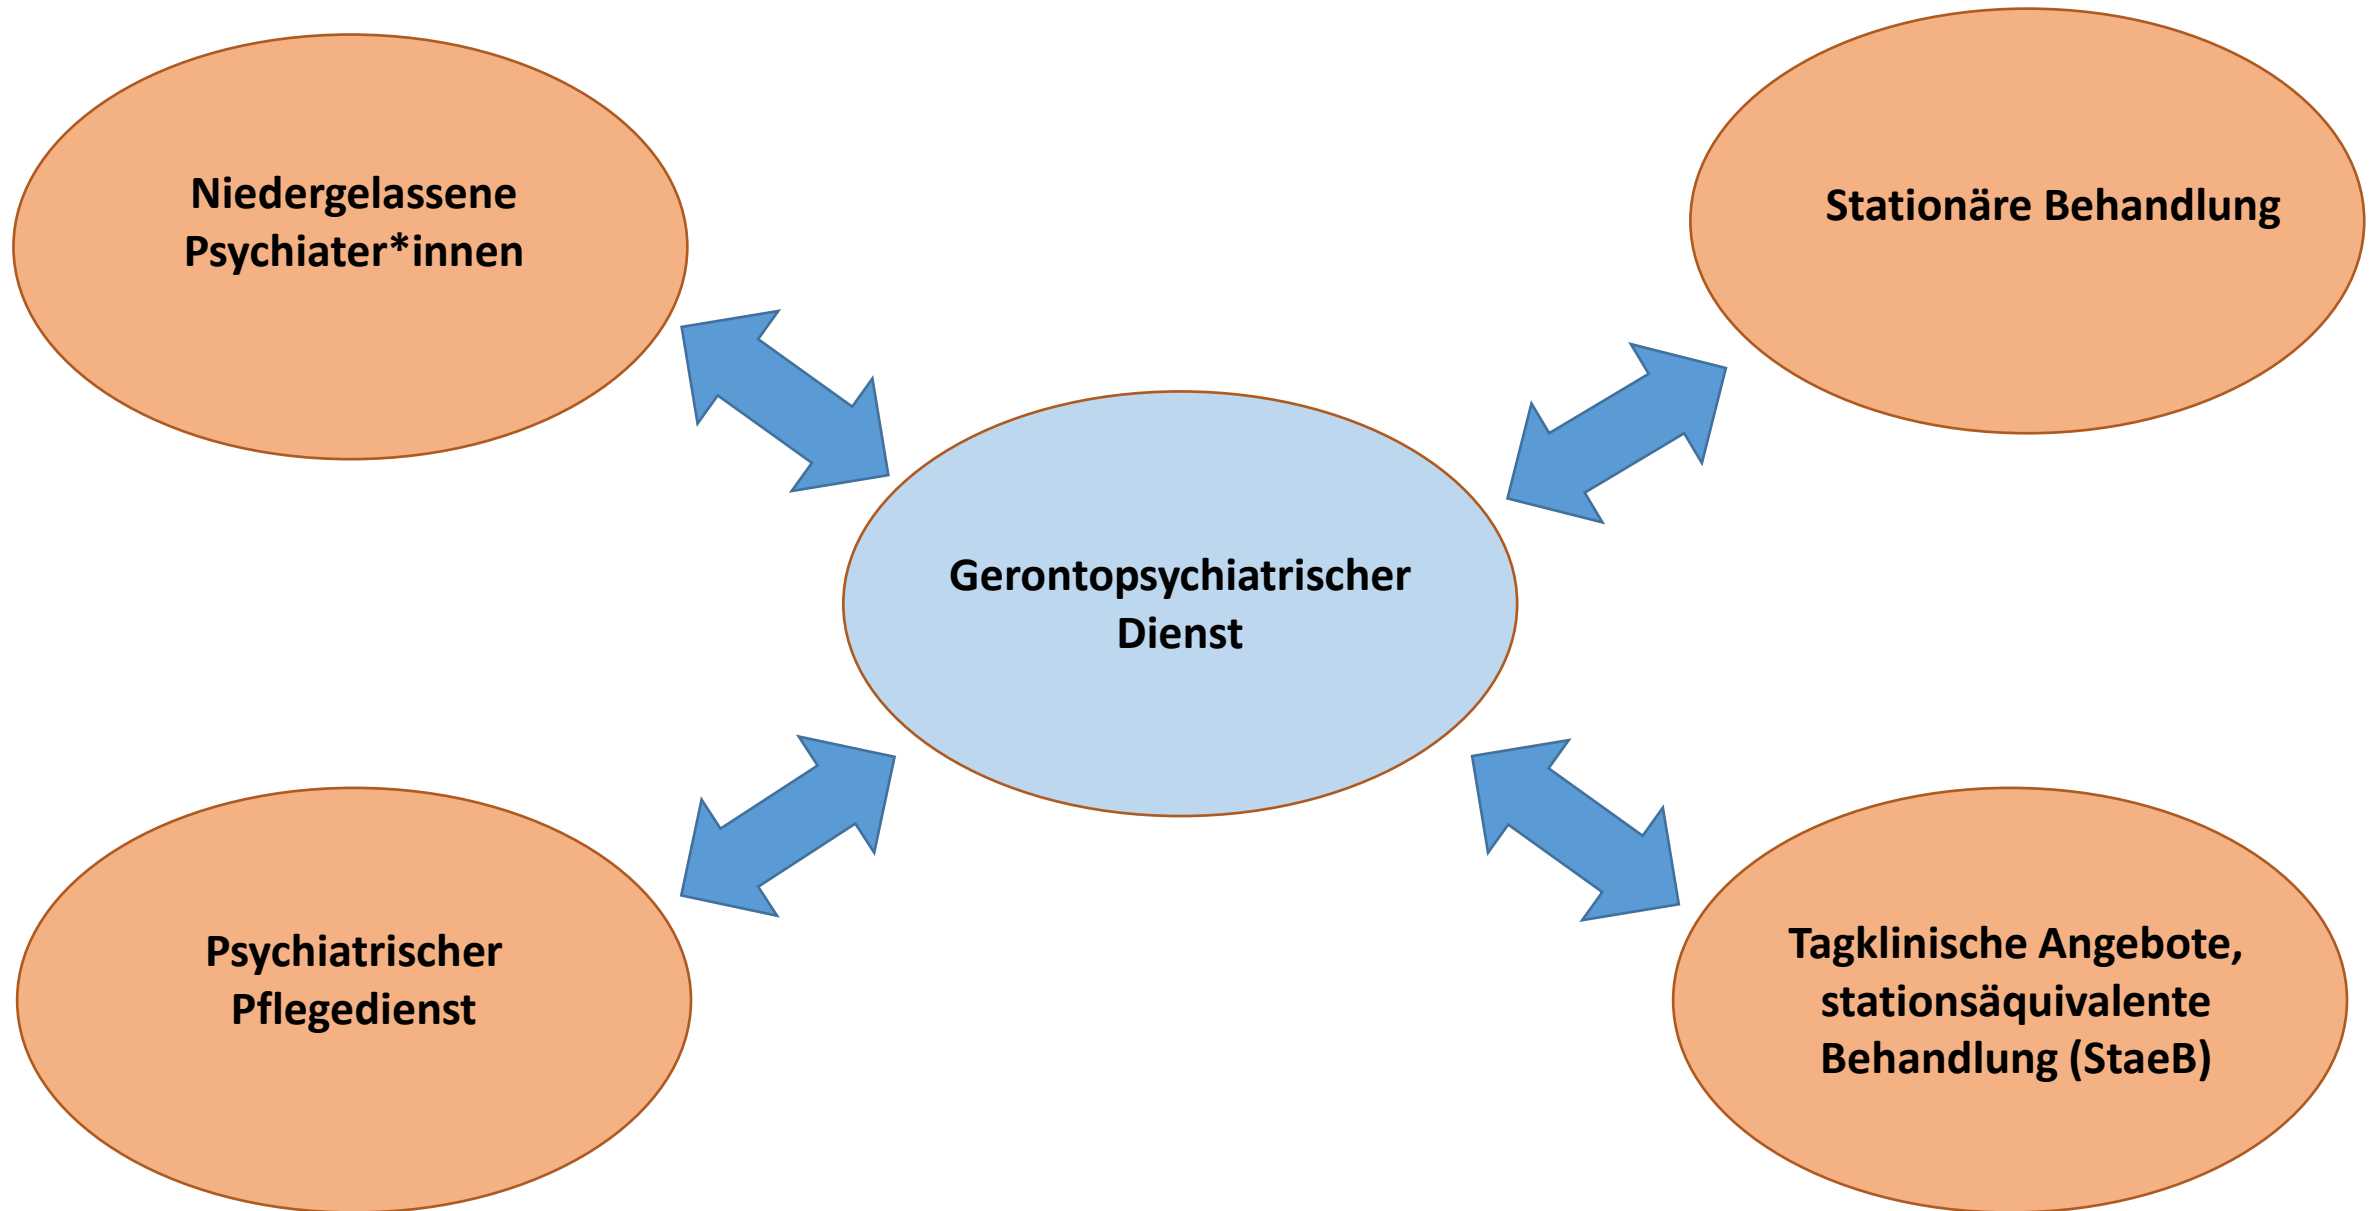 Niedergelassene
Psychiater*innen
Stationäre Behandlung
Gerontopsychiatrischer
Dienst
Psychiatrischer
Pflegedienst
Tagklinische Angebote,
stationsäquivalente
Behandlung (StaeB)